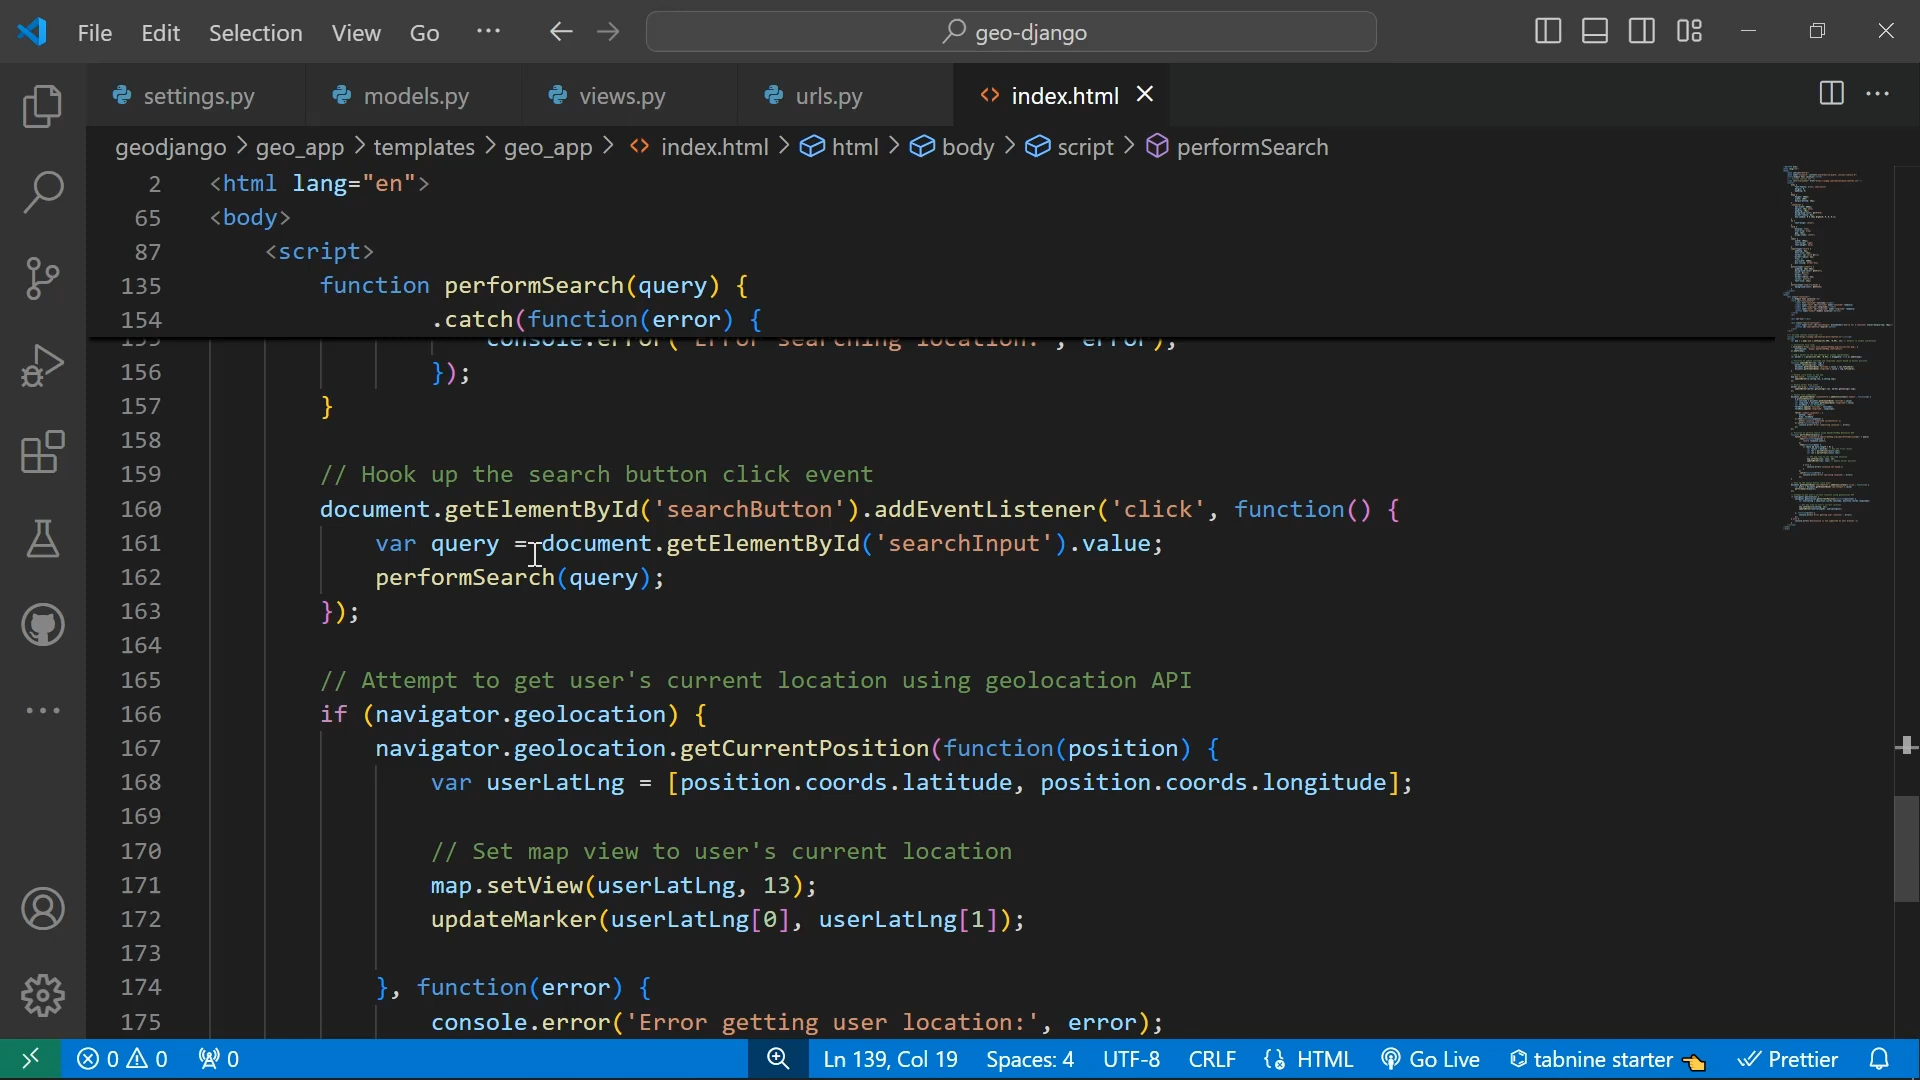 File Edit Selection View Go ··· geo-django
settings.py models.py views.py urls.py index.html
geodjango > geo_app > templates > geo_app > index.html > html > body > script > performSearch
2 <html lang="en">
65 <body>
87 <script>
135 function performSearch(query) {
154 .catch(function(error) {
155 console.error('Error searching location:', error);
156 });
157 }
158
159 // Hook up the search button click event
160 document.getElementById('searchButton').addEventListener('click', function() {
161 var query = document.getElementById('searchInput').value;
162 performSearch(query);
163 });
164
165 // Attempt to get user's current location using geolocation API
166 if (navigator.geolocation) {
167 navigator.geolocation.getCurrentPosition(function(position) {
168 var userLatLng = [position.coords.latitude, position.coords.longitude];
169
170 // Set map view to user's current location
171 map.setView(userLatLng, 13);
172 updateMarker(userLatLng[0], userLatLng[1]);
173
174 }, function(error) {
175 console.error('Error getting user location:', error);
0 0 0 Ln 139, Col 19 Spaces: 4 UTF-8 CRLF HTML Go Live tabnine starter Prettier